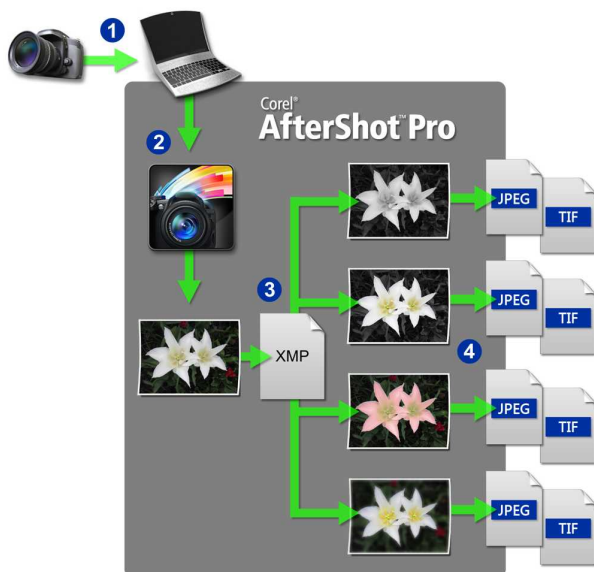 1
Corel®
AfterShot™ Pro
2
JPEG
TIF
3
JPEG
TIF
XMP
4
JPEG
TIF
JPEG
TIF